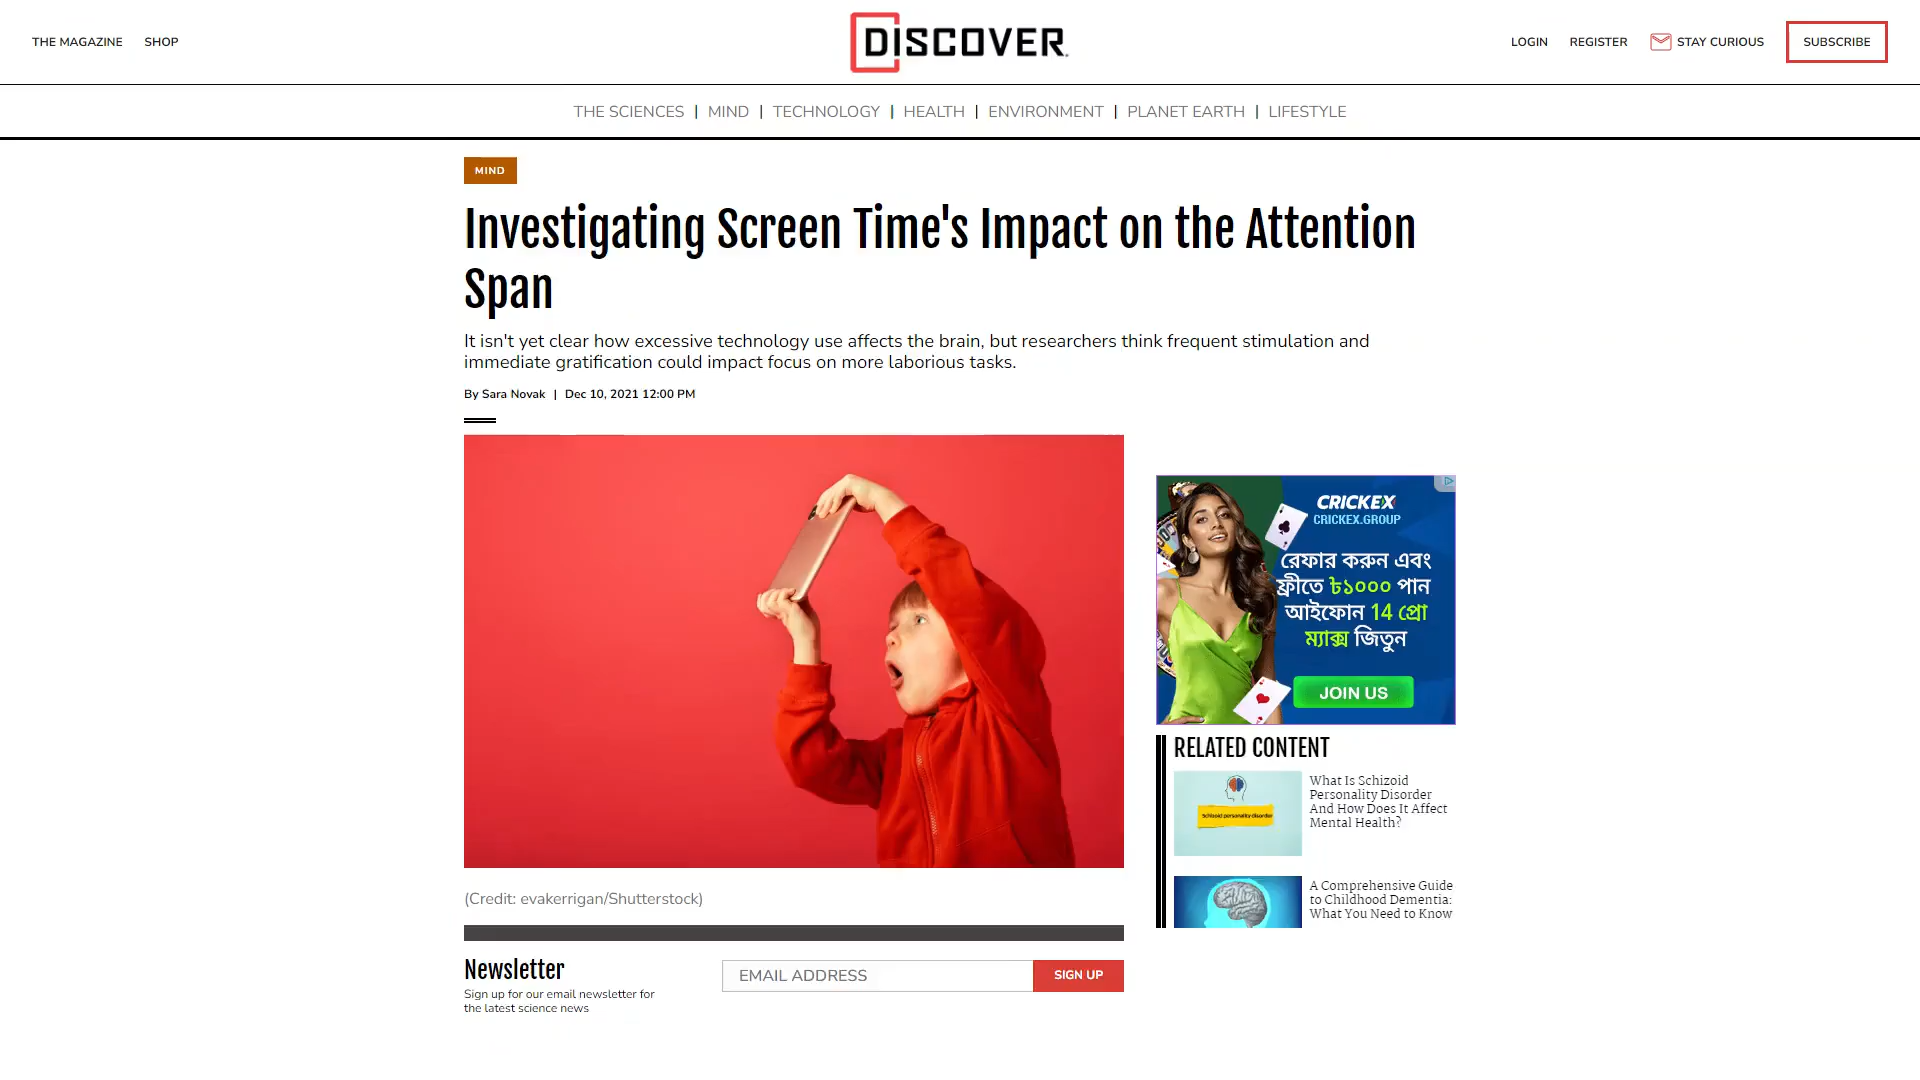 THE MAGAZINE
SHOP
DISCOVER
LOGIN
REGISTER
STAY CURIOUS
SUBSCRIBE
THE SCIENCES | MIND | TECHNOLOGY | HEALTH | ENVIRONMENT | PLANET EARTH | LIFESTYLE
MIND
Investigating Screen Time's Impact on the Attention
Span
It isn't yet clear how excessive technology use affects the brain, but researchers think frequent stimulation and
immediate gratification could impact focus on more laborious tasks.
By Sara Novak | Dec 10, 2021 12:00 PM
CRICKEX
CRICKEX.GROUP
রেফার করুন এবং
ফ্রীতে ৳১০০০ পান
আইফোন 14 প্রো
ম্যাক্স জিতুন
JOIN US
RELATED CONTENT
Schizoid personality disorder
What Is Schizoid
Personality Disorder
And How Does It Affect
Mental Health?
A Comprehensive Guide
to Childhood Dementia:
What You Need to Know
(Credit: evakerrigan/Shutterstock)
Newsletter
Sign up for our email newsletter for
the latest science news
EMAIL ADDRESS
SIGN UP